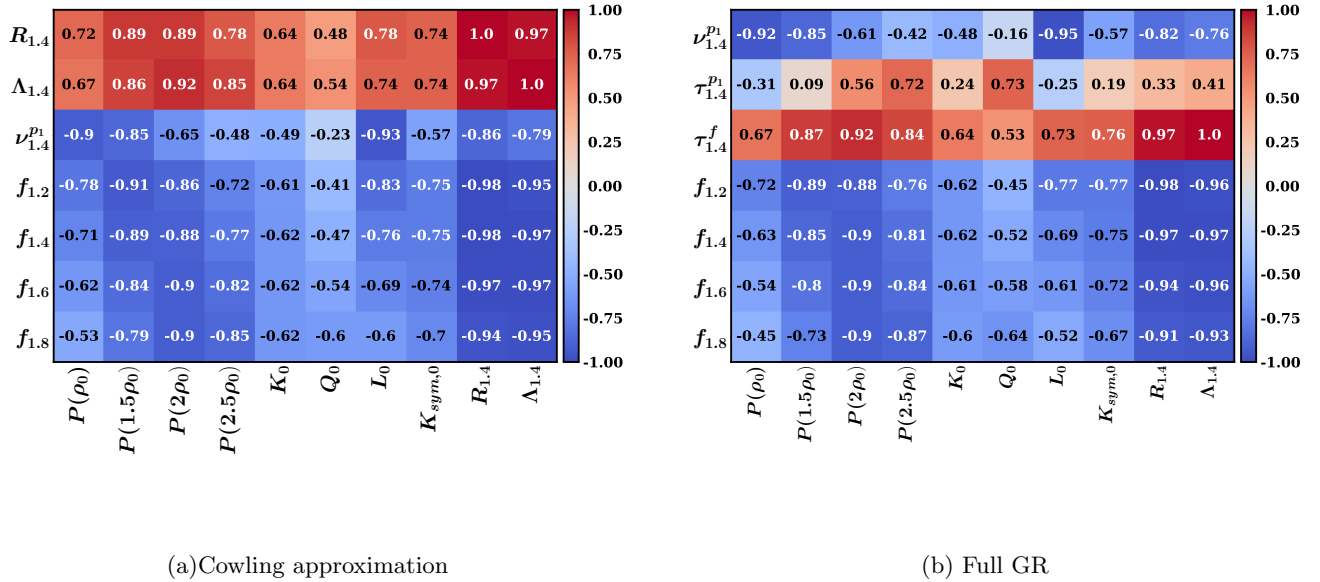 R1.4 0.72 0.89 0.89 0.78 0.64 0.48 0.78 0.74 1.0 0.97
Λ1.4 0.67 0.86 0.92 0.85 0.64 0.54 0.74 0.74 0.97 1.0
ν^p1_1.4 -0.9 -0.85 -0.65 -0.48 -0.49 -0.23 -0.93 -0.57 -0.86 -0.79
f1.2 -0.78 -0.91 -0.86 -0.72 -0.61 -0.41 -0.83 -0.75 -0.98 -0.95
f1.4 -0.71 -0.89 -0.88 -0.77 -0.62 -0.47 -0.76 -0.75 -0.98 -0.97
f1.6 -0.62 -0.84 -0.9 -0.82 -0.62 -0.54 -0.69 -0.74 -0.97 -0.97
f1.8 -0.53 -0.79 -0.9 -0.85 -0.62 -0.6 -0.6 -0.7 -0.94 -0.95
P(ρ0) P(1.5ρ0) P(2ρ0) P(2.5ρ0) K0 Q0 L0 Ksym,0 R1.4 Λ1.4
1.00
0.75
0.50
0.25
0.00
-0.25
-0.50
-0.75
-1.00
(a)Cowling approximation
ν^p1_1.4 -0.92 -0.85 -0.61 -0.42 -0.48 -0.16 -0.95 -0.57 -0.82 -0.76
τ^p1_1.4 -0.31 0.09 0.56 0.72 0.24 0.73 -0.25 0.19 0.33 0.41
τ^f_1.4 0.67 0.87 0.92 0.84 0.64 0.53 0.73 0.76 0.97 1.0
f1.2 -0.72 -0.89 -0.88 -0.76 -0.62 -0.45 -0.77 -0.77 -0.98 -0.96
f1.4 -0.63 -0.85 -0.9 -0.81 -0.62 -0.52 -0.69 -0.75 -0.97 -0.97
f1.6 -0.54 -0.8 -0.9 -0.84 -0.61 -0.58 -0.61 -0.72 -0.94 -0.96
f1.8 -0.45 -0.73 -0.9 -0.87 -0.6 -0.64 -0.52 -0.67 -0.91 -0.93
P(ρ0) P(1.5ρ0) P(2ρ0) P(2.5ρ0) K0 Q0 L0 Ksym,0 R1.4 Λ1.4
1.00
0.75
0.50
0.25
0.00
-0.25
-0.50
-0.75
-1.00
(b) Full GR